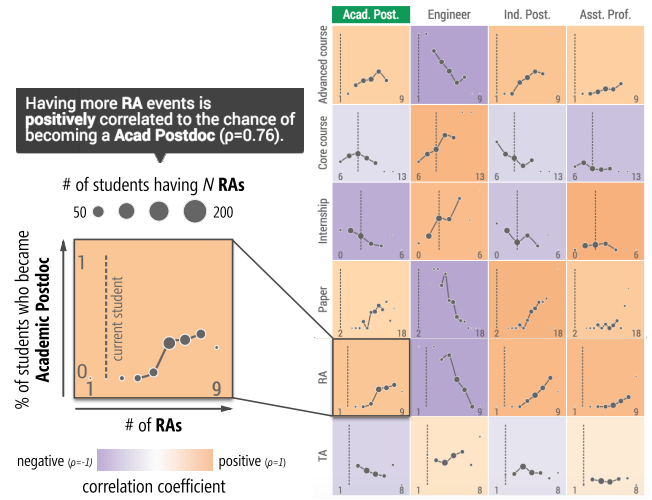 Acad. Post.
Engineer
Ind. Post.
Asst. Prof.
Advanced course
1 9
1 9
1 9
1 9
Having more RA events is
positively correlated to the chance of
becoming a Acad Postdoc (ρ=0.76).
Core course
6 13
6 13
6 13
6 13
# of students having N RAs
50
200
Internship
0 6
0 6
0 6
0 6
% of students who became
Academic Postdoc
1
current student
0
1 9
# of RAs
Paper
2 18
2 18
2 18
2 18
RA
1 9
1 9
1 9
1 9
TA
1 8
1 8
1 8
1 8
negative (ρ=-1)
positive (ρ=1)
correlation coefficient